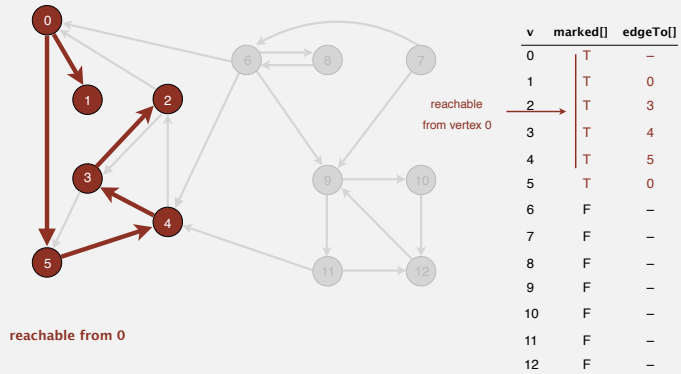 0
6
8
7
1
2
3
9
10
4
5
11
12
reachable from 0
reachable
from vertex 0
v marked[] edgeTo[]
0 T –
1 T 0
2 T 3
3 T 4
4 T 5
5 T 0
6 F –
7 F –
8 F –
9 F –
10 F –
11 F –
12 F –